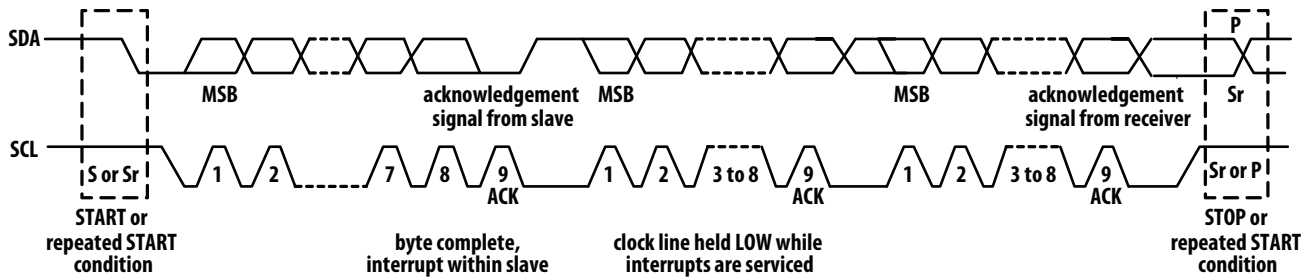 P
SDA
MSB
acknowledgement
signal from slave
MSB
MSB
acknowledgement
signal from receiver
Sr
SCL
S or Sr
1
2
7
8
9
ACK
1
2
3 to 8
9
ACK
1
2
3 to 8
9
ACK
Sr or P
START or
repeated START
condition
byte complete,
interrupt within slave
clock line held LOW while
interrupts are serviced
STOP or
repeated START
condition